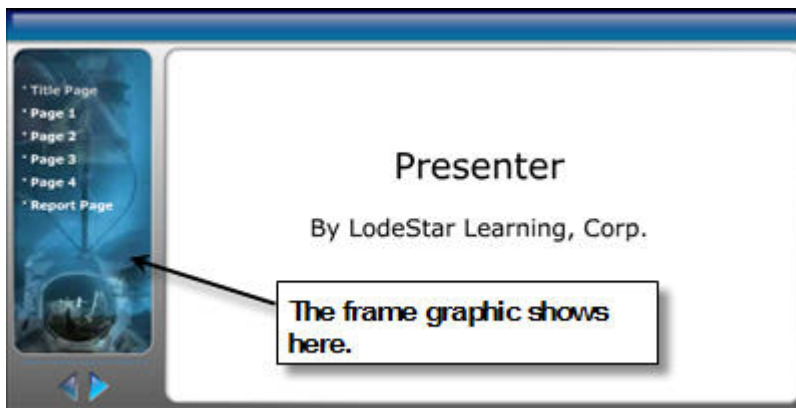 * Title Page
* Page 1
* Page 2
* Page 3
* Page 4
* Report Page
Presenter
By LodeStar Learning, Corp.
The frame graphic shows
here.